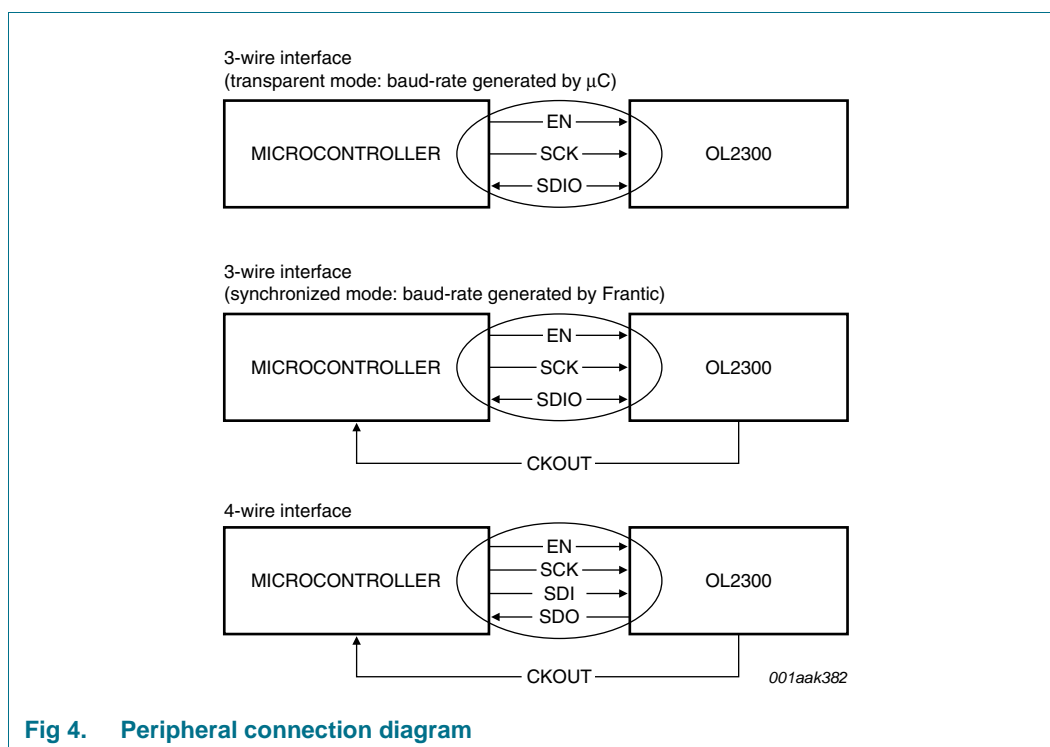 3-wire interface
(transparent mode: baud-rate generated by μC)
MICROCONTROLLER
EN
SCK
SDIO
OL2300
3-wire interface
(synchronized mode: baud-rate generated by Frantic)
MICROCONTROLLER
EN
SCK
SDIO
OL2300
CKOUT
4-wire interface
MICROCONTROLLER
EN
SCK
SDI
SDO
OL2300
CKOUT
001aak382
Fig 4. Peripheral connection diagram